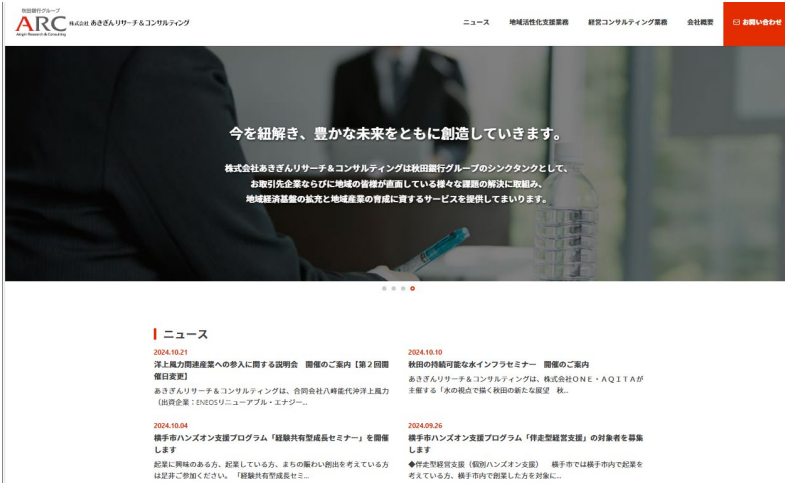 秋田銀行グループ
ARC 株式会社 あきぎんリサーチ＆コンサルティング
Akigin Research & Consulting
ニュース 地域活性化支援業務 経営コンサルティング業務 会社概要 お問い合わせ
今を紐解き、豊かな未来をともに創造していきます。
株式会社あきぎんリサーチ＆コンサルティングは秋田銀行グループのシンクタンクとして、
お取引先企業ならびに地域の皆様が直面している様々な課題の解決に取組み、
地域経済基盤の拡充と地域産業の育成に資するサービスを提供してまいります。
ニュース
2024.10.21
洋上風力関連産業への参入に関する説明会　開催のご案内【第２回開
催日変更】
あきぎんリサーチ＆コンサルティングは、合同会社八峰能代沖洋上風力
（出資企業：ENEOSリニューアブル・エナジー...
2024.10.10
秋田の持続可能な水インフラセミナー　開催のご案内
あきぎんリサーチ＆コンサルティングは、株式会社ＯＮＥ・ＡＱＩＴＡが
主催する「水の視点で描く秋田の新たな展望　秋...
2024.10.04
横手市ハンズオン支援プログラム「経験共有型成長セミナー」を開催
します
起業に興味のある方、起業している方、まちの賑わい創出を考えている方
は是非ご参加ください。 「経験共有型成長セミ...
2024.09.26
横手市ハンズオン支援プログラム「伴走型経営支援」の対象者を募集
します
◆伴走型経営支援（個別ハンズオン支援）　横手市では横手市内で起業を
考えている方、横手市内で創業した方を対象に...